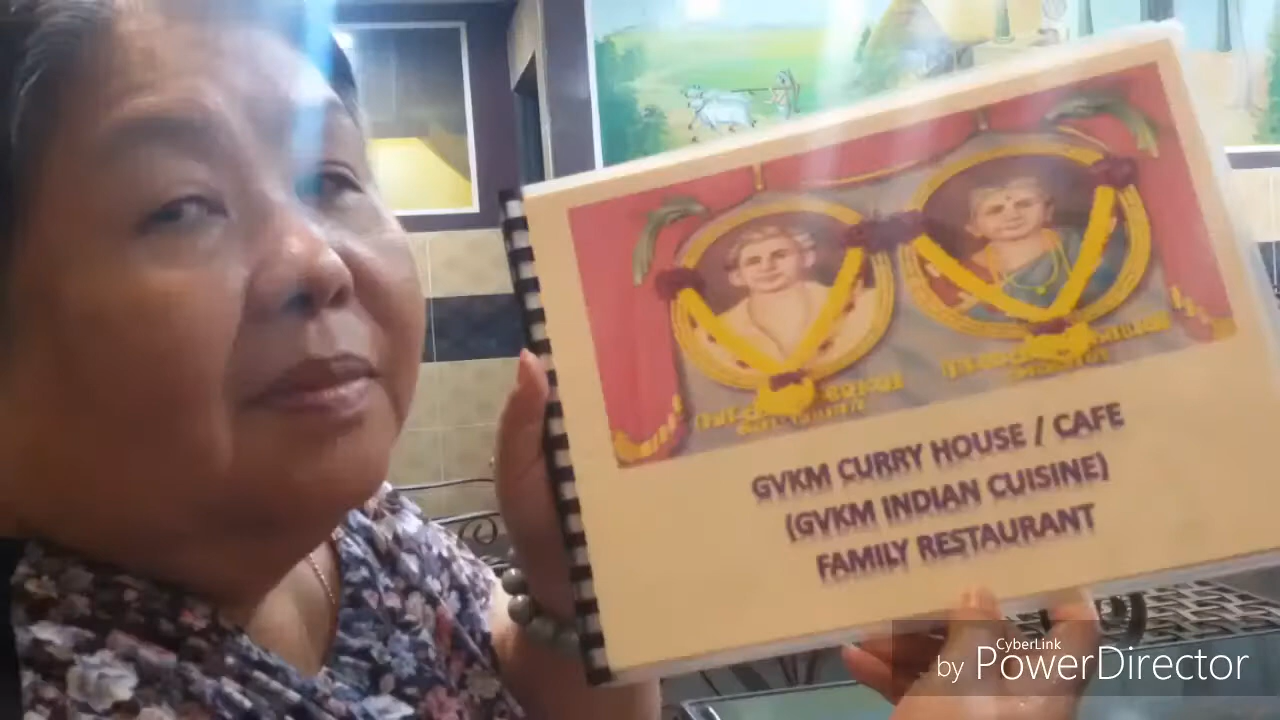 GVKM CURRY HOUSE / CAFE
(GVKM INDIAN CUISINE)
FAMILY RESTAURANT
CyberLink
by PowerDirector